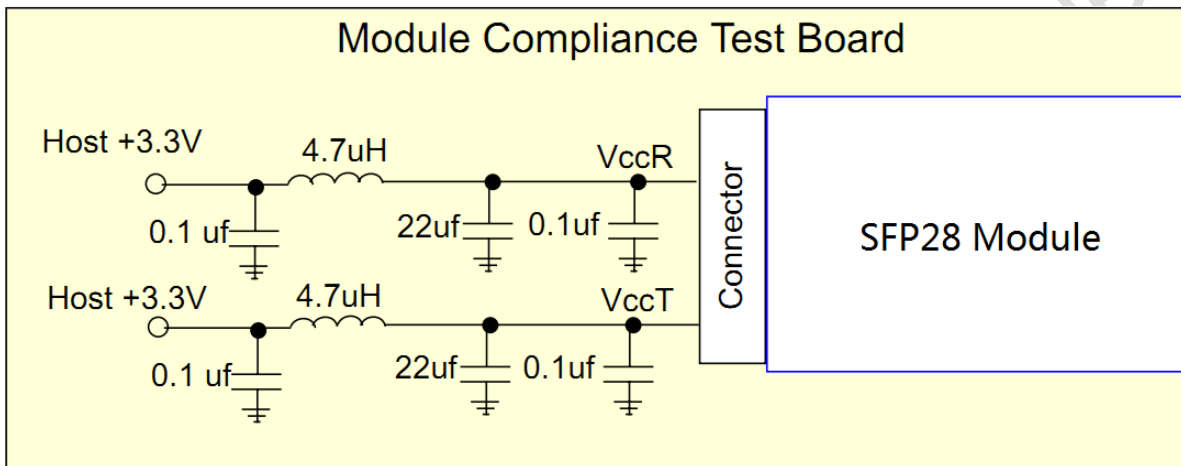 Module Compliance Test Board
Host +3.3V
4.7uH
VccR
0.1 uf
22uf
0.1uf
Host +3.3V
4.7uH
VccT
0.1 uf
22uf
0.1uf
Connector
SFP28 Module